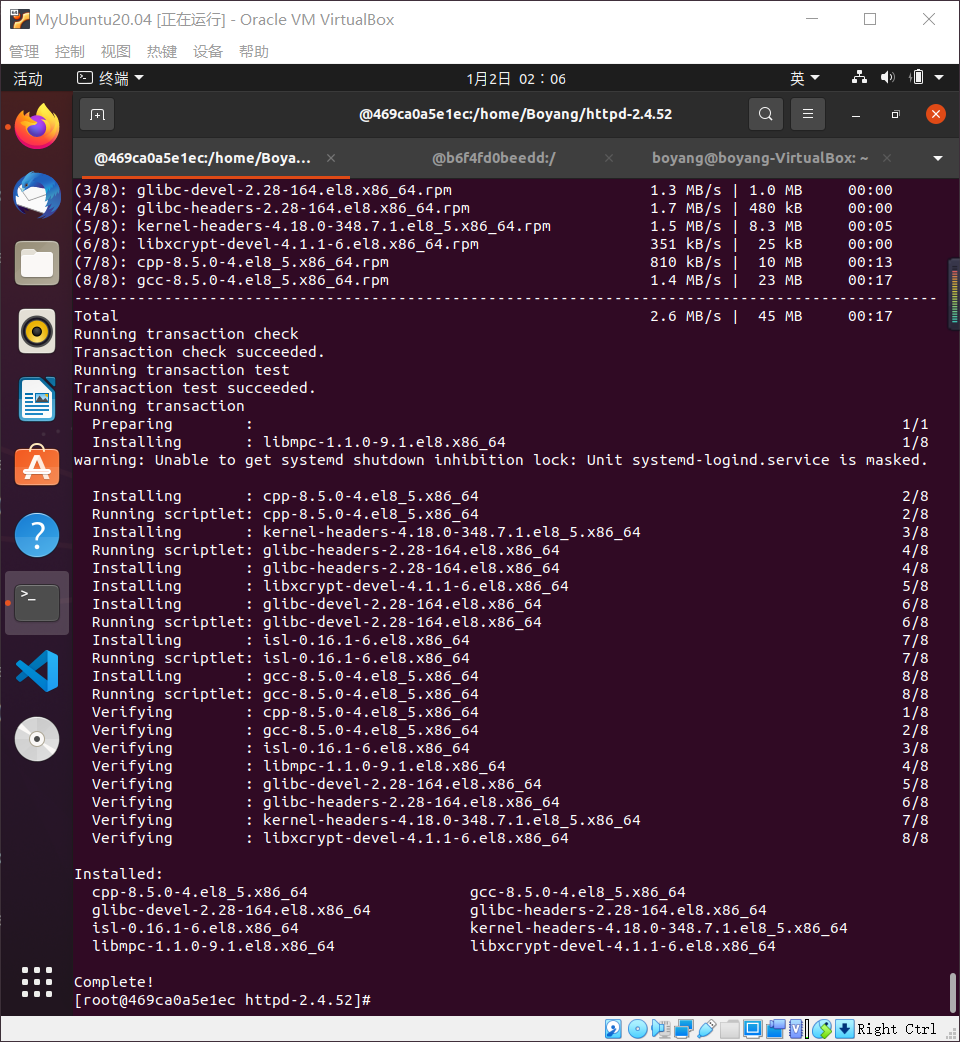 MyUbuntu20.04 [正在运行] - Oracle VM VirtualBox
管理 控制 视图 热键 设备 帮助
活动 终端 1月2日 02：06 英
@469ca0a5e1ec:/home/Boyang/httpd-2.4.52
@469ca0a5e1ec:/home/Boya... @b6f4fd0beedd:/ boyang@boyang-VirtualBox: ~
(3/8): glibc-devel-2.28-164.el8.x86_64.rpm 1.3 MB/s | 1.0 MB 00:00
(4/8): glibc-headers-2.28-164.el8.x86_64.rpm 1.7 MB/s | 480 kB 00:00
(5/8): kernel-headers-4.18.0-348.7.1.el8_5.x86_64.rpm 1.5 MB/s | 8.3 MB 00:05
(6/8): libxcrypt-devel-4.1.1-6.el8.x86_64.rpm 351 kB/s | 25 kB 00:00
(7/8): cpp-8.5.0-4.el8_5.x86_64.rpm 810 kB/s | 10 MB 00:13
(8/8): gcc-8.5.0-4.el8_5.x86_64.rpm 1.4 MB/s | 23 MB 00:17
--------------------------------------------------------------------------------
Total 2.6 MB/s | 45 MB 00:17
Running transaction check
Transaction check succeeded.
Running transaction test
Transaction test succeeded.
Running transaction
Preparing : 1/1
Installing : libmpc-1.1.0-9.1.el8.x86_64 1/8
warning: Unable to get systemd shutdown inhibition lock: Unit systemd-logind.service is masked.
Installing : cpp-8.5.0-4.el8_5.x86_64 2/8
Running scriptlet: cpp-8.5.0-4.el8_5.x86_64 2/8
Installing : kernel-headers-4.18.0-348.7.1.el8_5.x86_64 3/8
Running scriptlet: glibc-headers-2.28-164.el8.x86_64 4/8
Installing : glibc-headers-2.28-164.el8.x86_64 4/8
Installing : libxcrypt-devel-4.1.1-6.el8.x86_64 5/8
Installing : glibc-devel-2.28-164.el8.x86_64 6/8
Running scriptlet: glibc-devel-2.28-164.el8.x86_64 6/8
Installing : isl-0.16.1-6.el8.x86_64 7/8
Running scriptlet: isl-0.16.1-6.el8.x86_64 7/8
Installing : gcc-8.5.0-4.el8_5.x86_64 8/8
Running scriptlet: gcc-8.5.0-4.el8_5.x86_64 8/8
Verifying : cpp-8.5.0-4.el8_5.x86_64 1/8
Verifying : gcc-8.5.0-4.el8_5.x86_64 2/8
Verifying : isl-0.16.1-6.el8.x86_64 3/8
Verifying : libmpc-1.1.0-9.1.el8.x86_64 4/8
Verifying : glibc-devel-2.28-164.el8.x86_64 5/8
Verifying : glibc-headers-2.28-164.el8.x86_64 6/8
Verifying : kernel-headers-4.18.0-348.7.1.el8_5.x86_64 7/8
Verifying : libxcrypt-devel-4.1.1-6.el8.x86_64 8/8
Installed:
cpp-8.5.0-4.el8_5.x86_64 gcc-8.5.0-4.el8_5.x86_64
glibc-devel-2.28-164.el8.x86_64 glibc-headers-2.28-164.el8.x86_64
isl-0.16.1-6.el8.x86_64 kernel-headers-4.18.0-348.7.1.el8_5.x86_64
libmpc-1.1.0-9.1.el8.x86_64 libxcrypt-devel-4.1.1-6.el8.x86_64
Complete!
[root@469ca0a5e1ec httpd-2.4.52]#
Right Ctrl